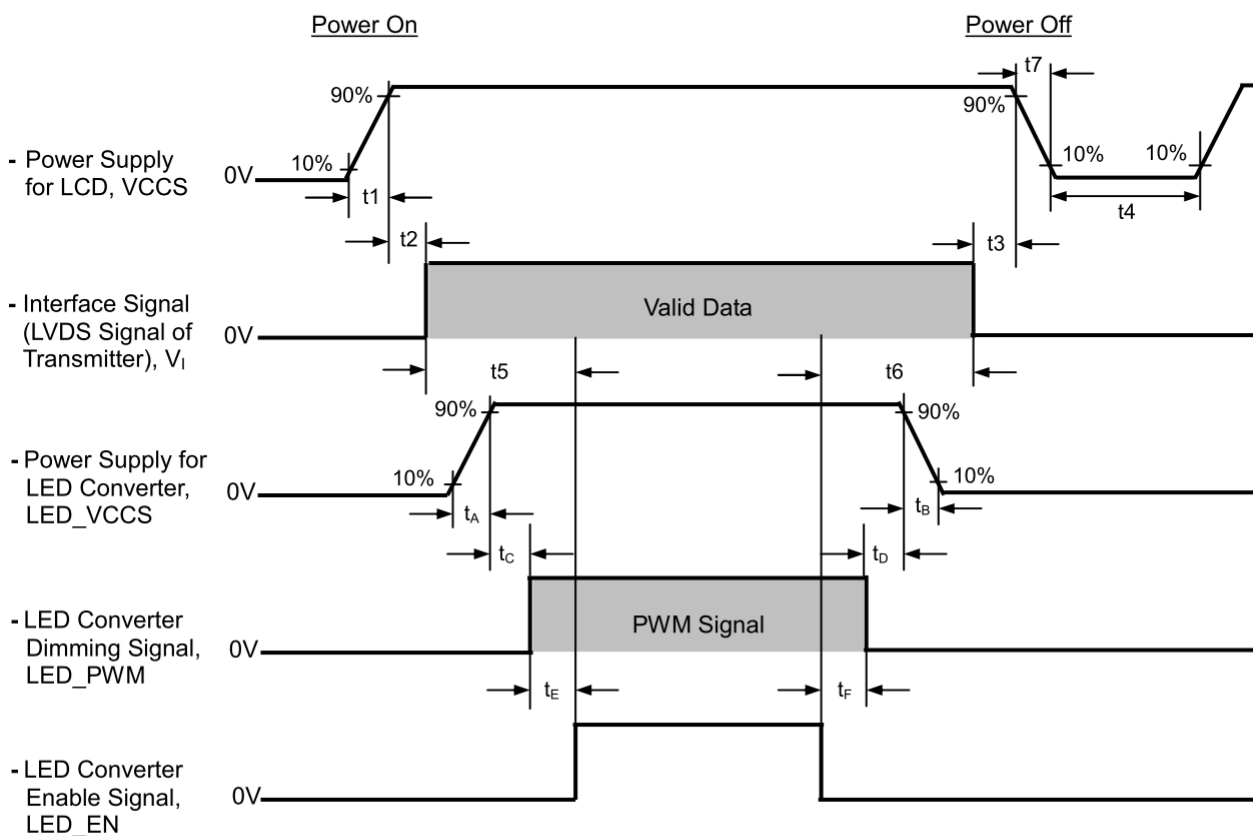 Power On
Power Off
t7
90%
90%
- Power Supply
for LCD, VCCS
10%
10%
10%
0V
t1
t4
t2
t3
- Interface Signal
(LVDS Signal of
Transmitter), VI
Valid Data
0V
t5
t6
90%
90%
- Power Supply for
LED Converter,
LED_VCCS
10%
10%
0V
tA
tB
tC
tD
- LED Converter
Dimming Signal,
LED_PWM
PWM Signal
0V
tE
tF
- LED Converter
Enable Signal,
LED_EN
0V